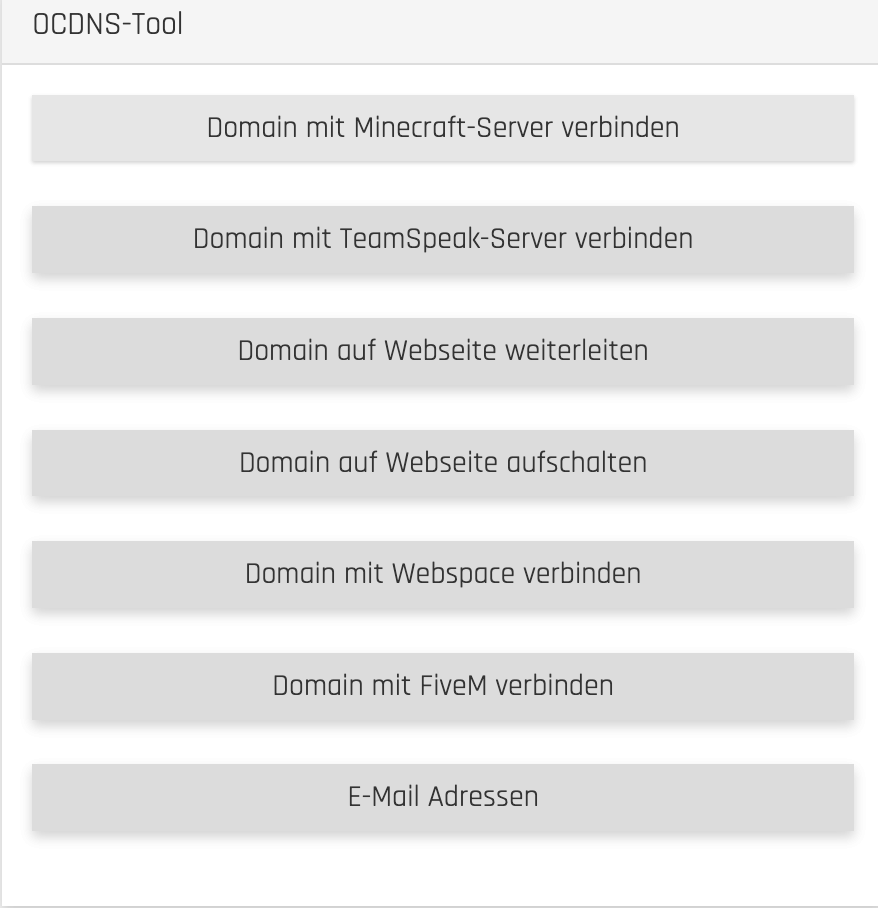 OCDNS-Tool
Domain mit Minecraft-Server verbinden
Domain mit TeamSpeak-Server verbinden
Domain auf Webseite weiterleiten
Domain auf Webseite aufschalten
Domain mit Webspace verbinden
Domain mit FiveM verbinden
E-Mail Adressen